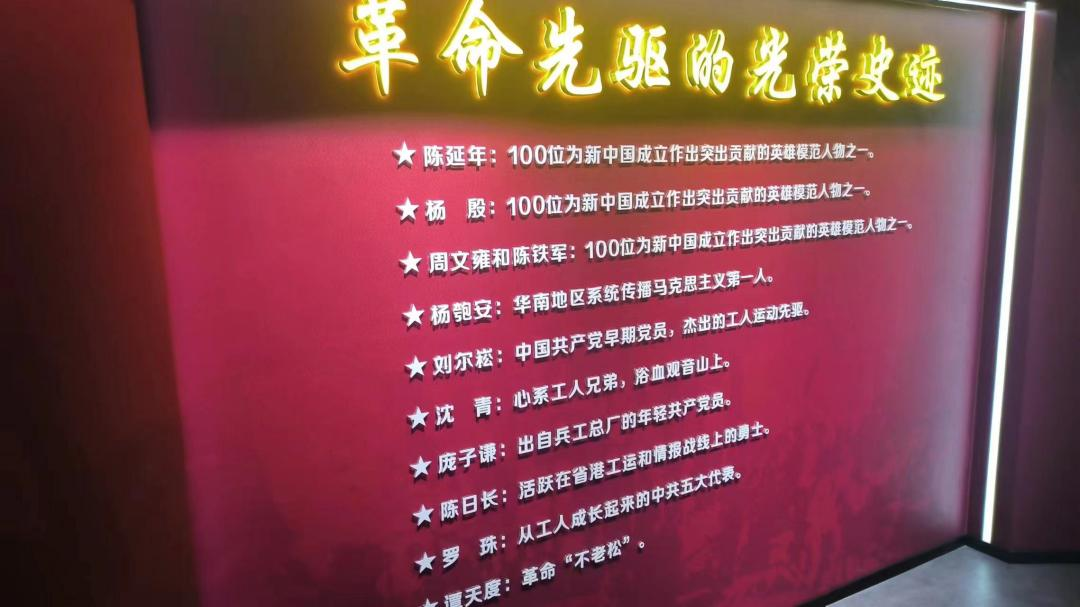 革命先驱的光荣史迹
★ 陈延年：100位为新中国成立作出突出贡献的英雄模范人物之一。
★ 杨　殷：100位为新中国成立作出突出贡献的英雄模范人物之一。
★ 周文雍和陈铁军：100位为新中国成立作出突出贡献的英雄模范人物之一。
★ 杨匏安：华南地区系统传播马克思主义第一人。
★ 刘尔崧：中国共产党早期党员，杰出的工人运动先驱。
★ 沈　青：心系工人兄弟，浴血观音山上。
★ 庞子谦：出自兵工总厂的年轻共产党员。
★ 陈日长：活跃在省港工运和情报战线上的勇士。
★ 罗　珠：从工人成长起来的中共五大代表。
★ 谭天度：革命“不老松”。